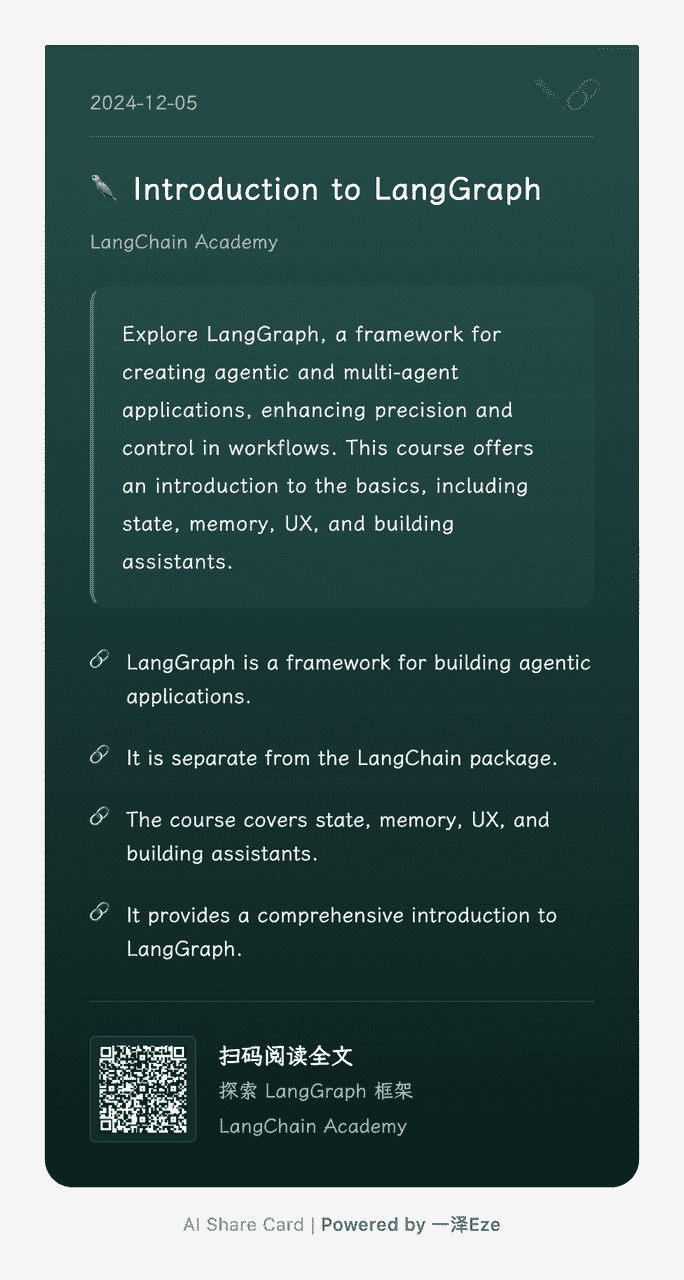 2024-12-05
Introduction to LangGraph
LangChain Academy
Explore LangGraph, a framework for
creating agentic and multi-agent
applications, enhancing precision and
control in workflows. This course offers
an introduction to the basics, including
state, memory, UX, and building
assistants.
LangGraph is a framework for building agentic
applications.
It is separate from the LangChain package.
The course covers state, memory, UX, and
building assistants.
It provides a comprehensive introduction to
LangGraph.
扫码阅读全文
探索 LangGraph 框架
LangChain Academy
AI Share Card | Powered by 一泽Eze